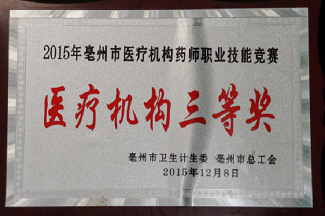 2015年亳州市医疗机构药师职业技能竞赛
医疗机构三等奖
亳州市卫生计生委 亳州市总工会
2015年12月8日